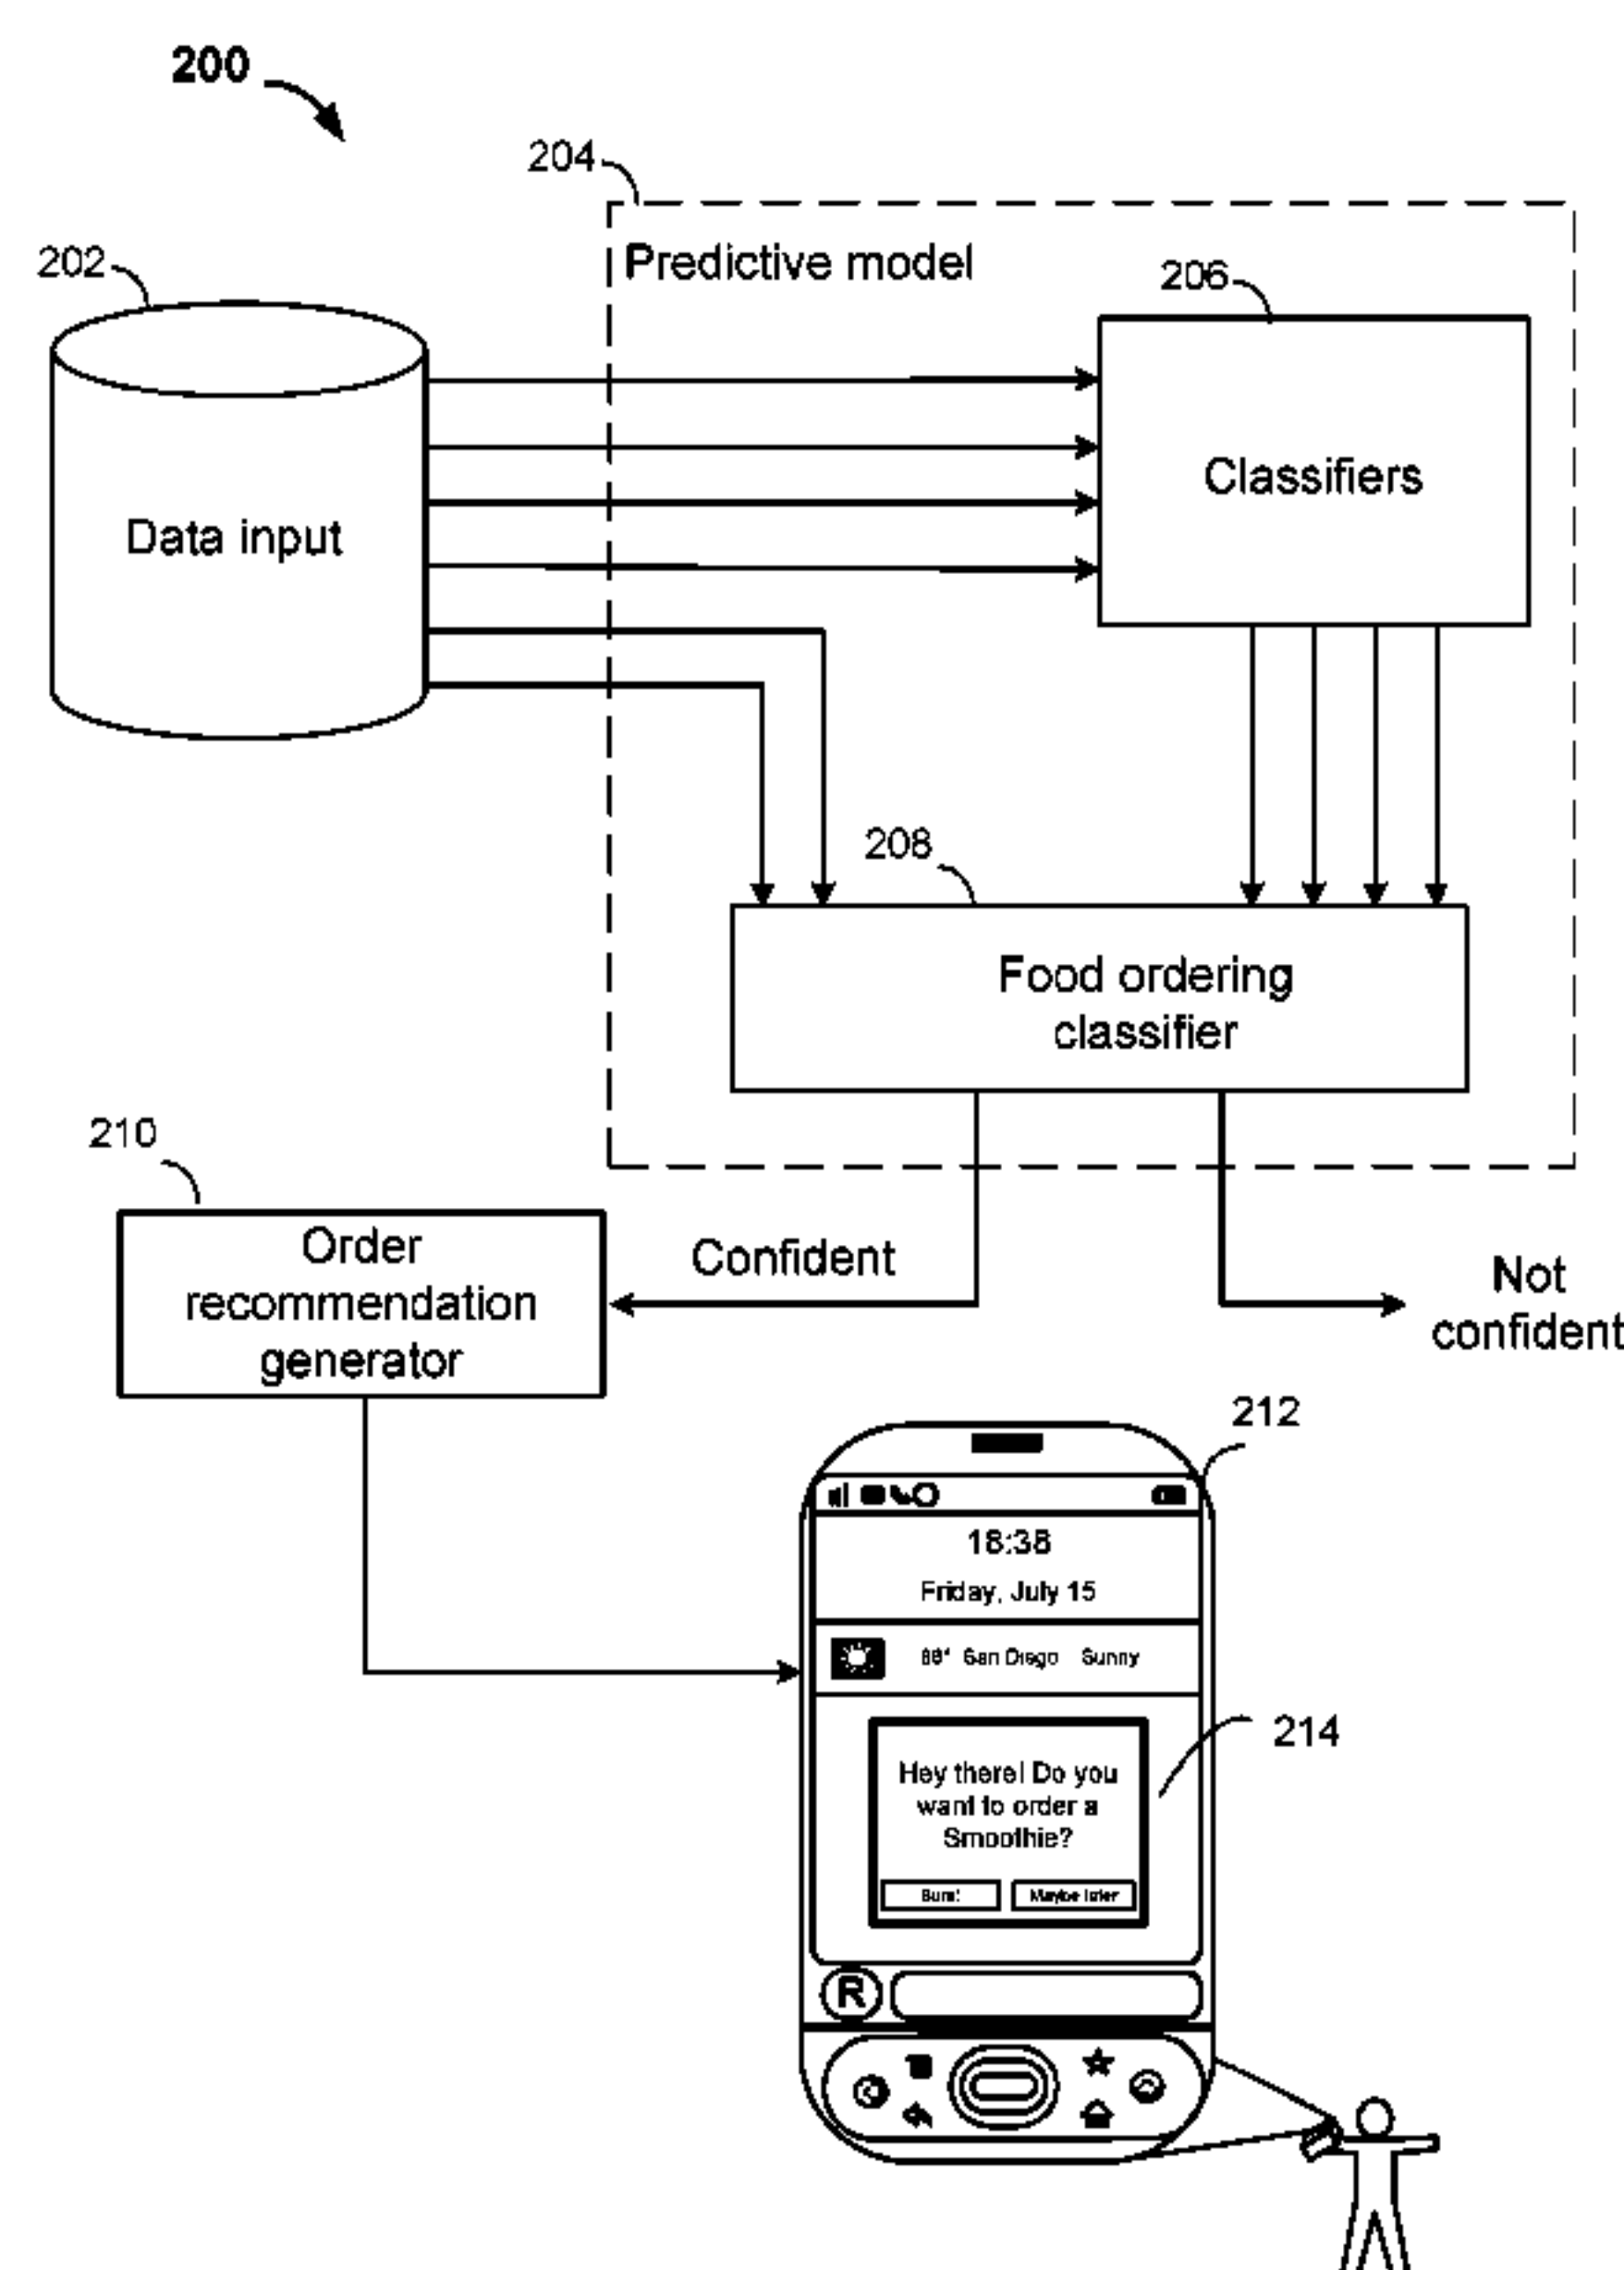 200
204
202
Predictive model
206
Classifiers
Data input
208
Food ordering
classifier
210
Order
recommendation
generator
Confident
Not
confident
212
18:38
Friday, July 15
San Diego Sunny
214
Hey there! Do you
want to order a
Smoothie?
Maybe later
R